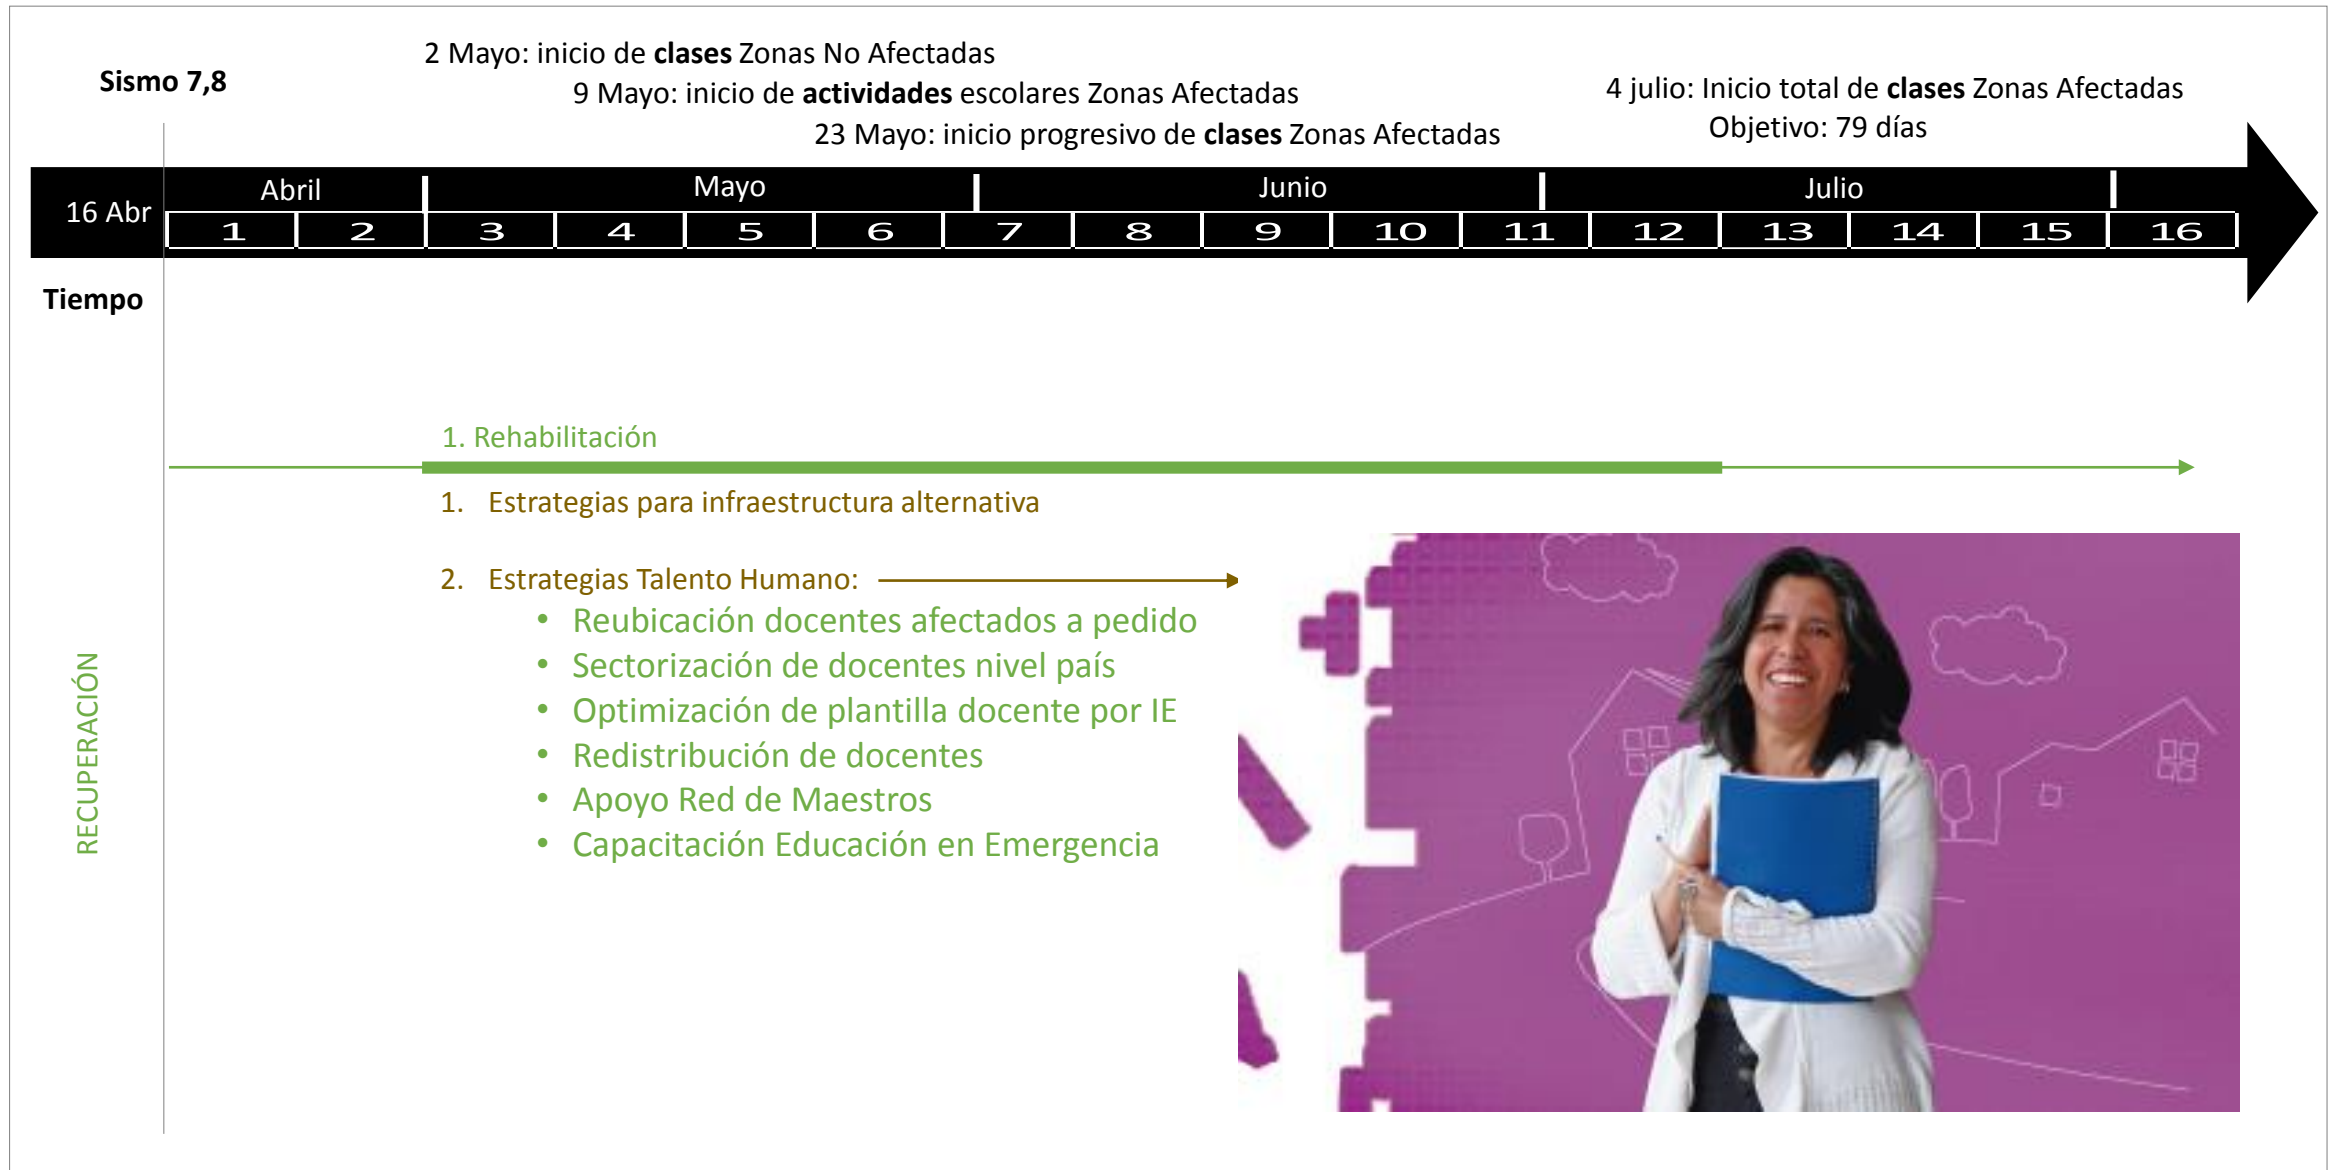 Sismo 7,8
2 Mayo: inicio de clases Zonas No Afectadas
9 Mayo: inicio de actividades escolares Zonas Afectadas
23 Mayo: inicio progresivo de clases Zonas Afectadas
4 julio: Inicio total de clases Zonas Afectadas
Objetivo: 79 días
16 Abr
Abril Mayo Junio Julio
1 2 3 4 5 6 7 8 9 10 11 12 13 14 15 16
Tiempo
RECUPERACIÓN
1. Rehabilitación
1. Estrategias para infraestructura alternativa
2. Estrategias Talento Humano:
• Reubicación docentes afectados a pedido
• Sectorización de docentes nivel país
• Optimización de plantilla docente por IE
• Redistribución de docentes
• Apoyo Red de Maestros
• Capacitación Educación en Emergencia